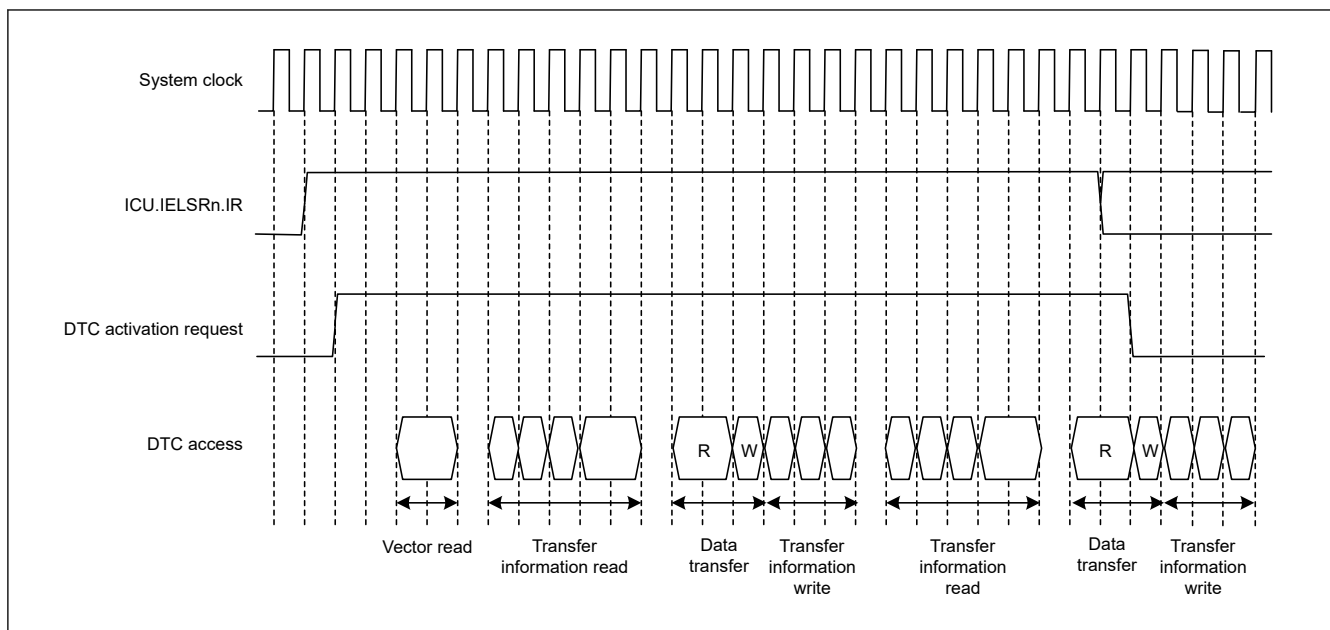 System clock
ICU.IELSRn.IR
DTC activation request
DTC access
R
W
R
W
Vector read
Transfer
information read
Data
transfer
Transfer
information
write
Transfer
information
read
Data
transfer
Transfer
information
write